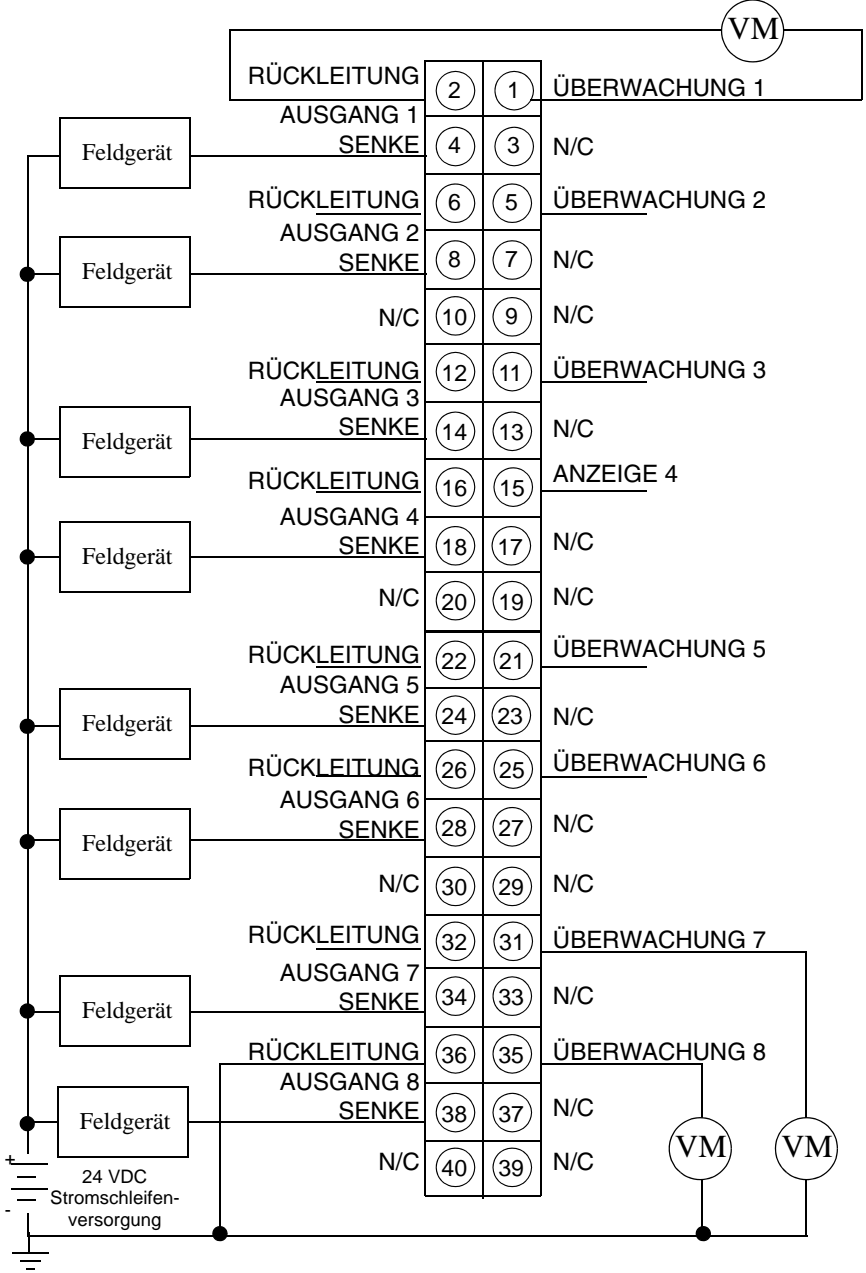 VM
RÜCKLEITUNG 2 1 ÜBERWACHUNG 1
AUSGANG 1
Feldgerät SENKE 4 3 N/C
RÜCKLEITUNG 6 5 ÜBERWACHUNG 2
AUSGANG 2
Feldgerät SENKE 8 7 N/C
N/C 10 9 N/C
RÜCKLEITUNG 12 11 ÜBERWACHUNG 3
AUSGANG 3
Feldgerät SENKE 14 13 N/C
RÜCKLEITUNG 16 15 ANZEIGE 4
AUSGANG 4
Feldgerät SENKE 18 17 N/C
N/C 20 19 N/C
RÜCKLEITUNG 22 21 ÜBERWACHUNG 5
AUSGANG 5
Feldgerät SENKE 24 23 N/C
RÜCKLEITUNG 26 25 ÜBERWACHUNG 6
AUSGANG 6
Feldgerät SENKE 28 27 N/C
N/C 30 29 N/C
RÜCKLEITUNG 32 31 ÜBERWACHUNG 7
AUSGANG 7
Feldgerät SENKE 34 33 N/C
RÜCKLEITUNG 36 35 ÜBERWACHUNG 8
AUSGANG 8
Feldgerät SENKE 38 37 N/C
VM VM
N/C 40 39 N/C
+
24 VDC
Stromschleifen-
versorgung
-